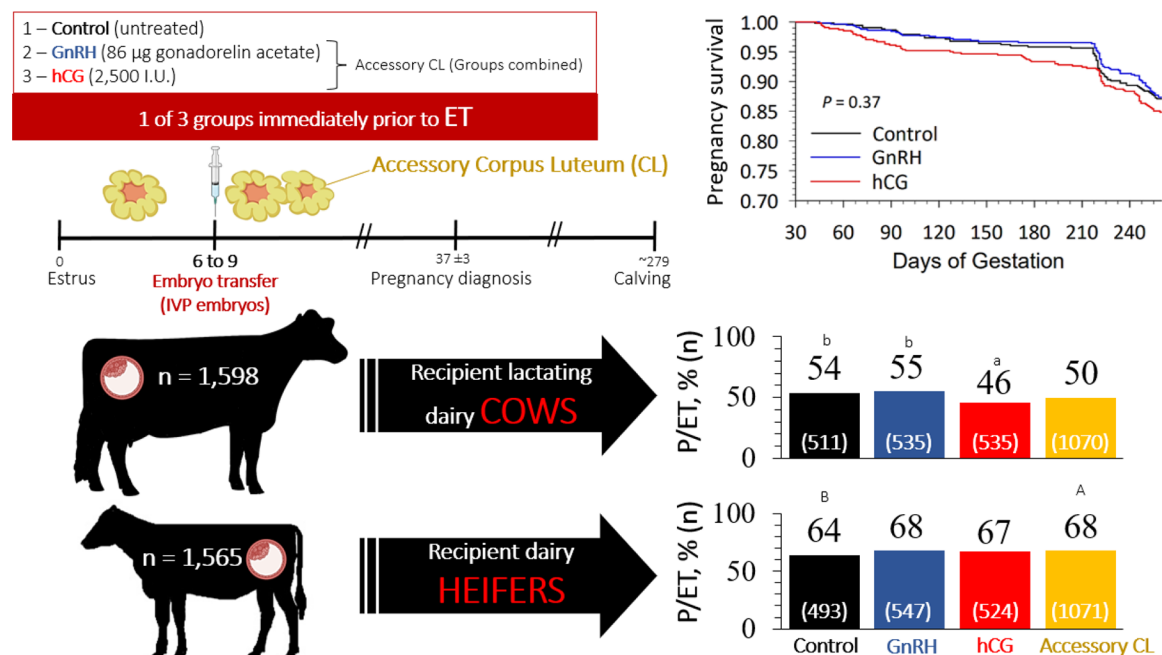 1 – Control (untreated)
2 – GnRH (86 µg gonadorelin acetate)
3 – hCG (2,500 I.U.)
Accessory CL (Groups combined)
1 of 3 groups immediately prior to ET
Accessory Corpus Luteum (CL)
0
Estrus
6 to 9
Embryo transfer
(IVP embryos)
37 ±3
Pregnancy diagnosis
~279
Calving
Pregnancy survival
1.00
0.95
0.90
0.85
0.80
0.75
0.70
P = 0.37
Control
GnRH
hCG
30 60 90 120 150 180 210 240
Days of Gestation
n = 1,598
Recipient lactating
dairy COWS
P/ET, % (n)
100
50
0
b b a
54 55 46 50
(511) (535) (535) (1070)
n = 1,565
Recipient dairy
HEIFERS
P/ET, % (n)
100
50
0
B A
64 68 67 68
(493) (547) (524) (1071)
Control GnRH hCG Accessory CL